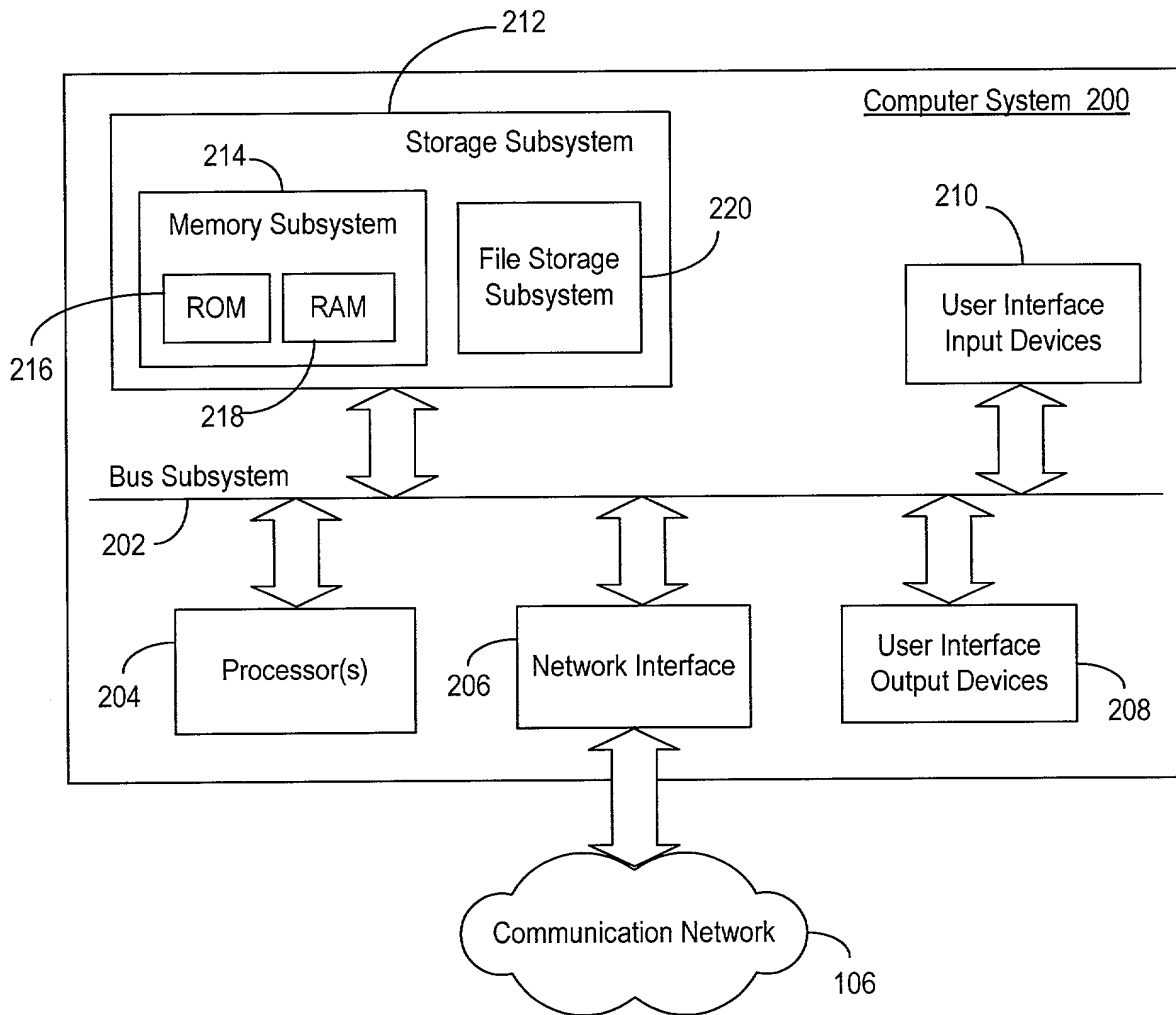 212
Computer System 200
Storage Subsystem
214
210
Memory Subsystem
220
File Storage
Subsystem
ROM
RAM
User Interface
Input Devices
216
218
Bus Subsystem
202
Processor(s)
204
Network Interface
206
User Interface
Output Devices
208
Communication Network
106